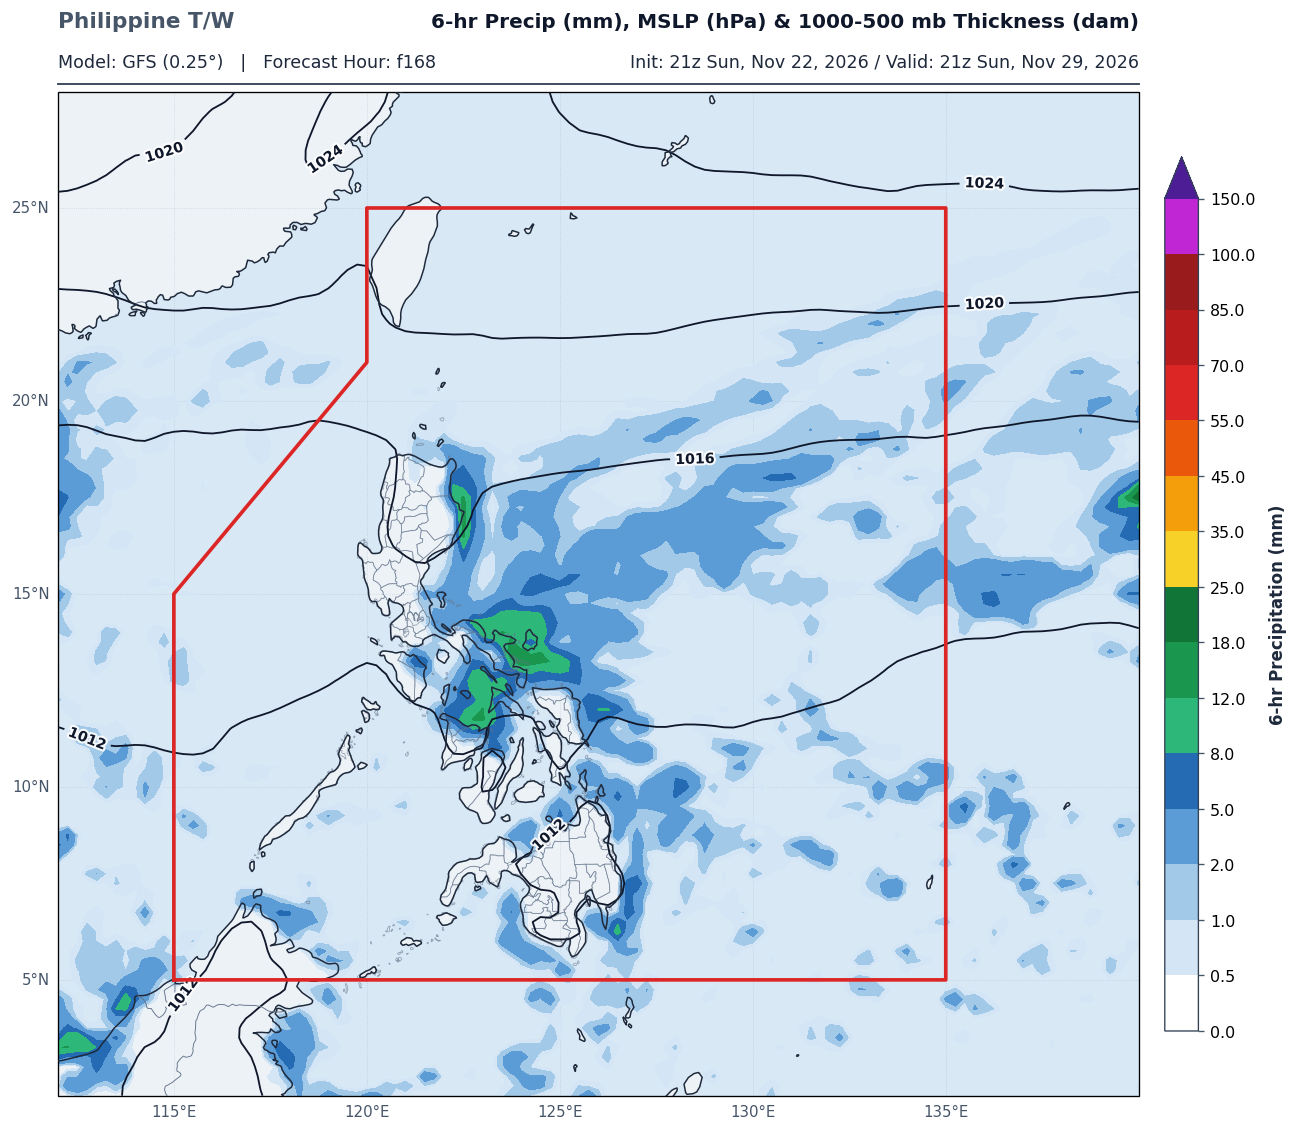 Philippine T/W
6-hr Precip (mm), MSLP (hPa) & 1000-500 mb Thickness (dam)
Model: GFS (0.25°) | Forecast Hour: f168
Init: 21z Sun, Nov 22, 2026 / Valid: 21z Sun, Nov 29, 2026
1020
1024
1024
1020
1016
1012
1012
1012
25°N
20°N
15°N
10°N
5°N
115°E
120°E
125°E
130°E
135°E
150.0
100.0
85.0
70.0
55.0
45.0
35.0
25.0
18.0
12.0
8.0
5.0
2.0
1.0
0.5
0.0
6-hr Precipitation (mm)